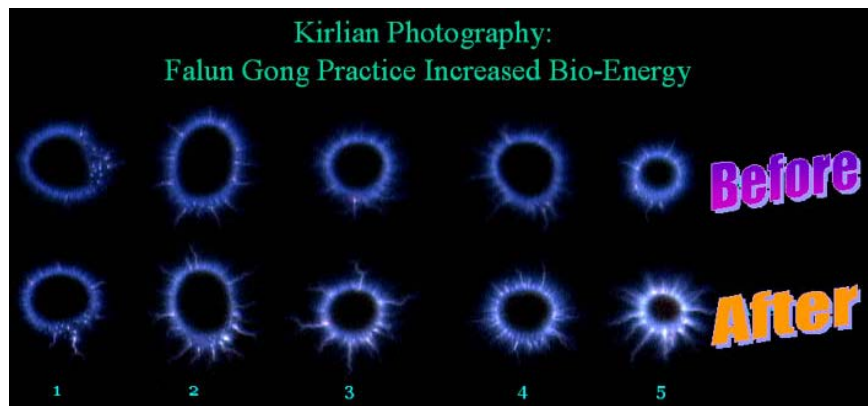 Kirlian Photography:
Falun Gong Practice Increased Bio-Energy
Before
After
1 2 3 4 5